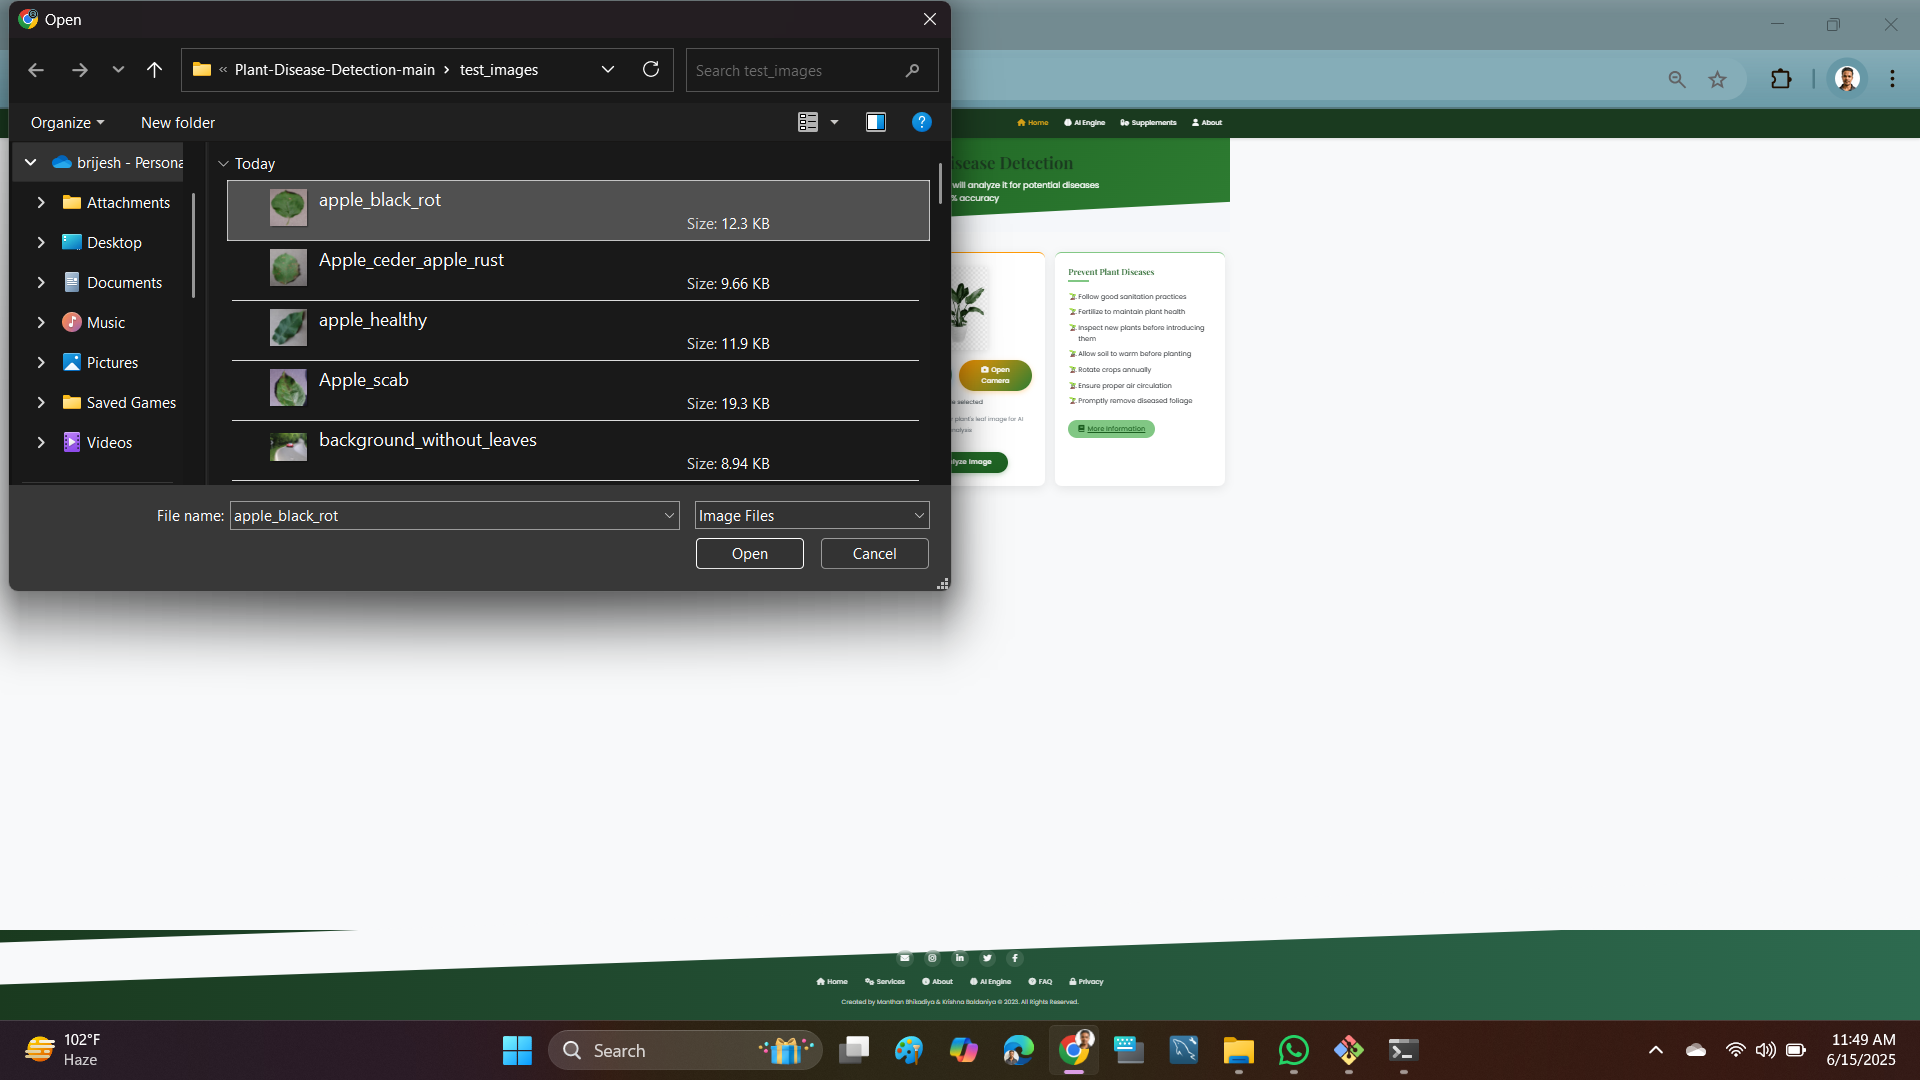 Open
« Plant-Disease-Detection-main › test_images
Search test_images
Organize
New folder
brijesh - Persona
Attachments
Desktop
Documents
Music
Pictures
Saved Games
Videos
Today
apple_black_rot
Size: 12.3 KB
Apple_ceder_apple_rust
Size: 9.66 KB
apple_healthy
Size: 11.9 KB
Apple_scab
Size: 19.3 KB
background_without_leaves
Size: 8.94 KB
File name: apple_black_rot
Image Files
Open
Cancel
Home AI Engine Supplements About
isease Detection
will analyze it for potential diseases
% accuracy
Open
Camera
e selected
plant's leaf image for AI
nalysis
lyze Image
Prevent Plant Diseases
Follow good sanitation practices
Fertilize to maintain plant health
Inspect new plants before introducing
them
Allow soil to warm before planting
Rotate crops annually
Ensure proper air circulation
Promptly remove diseased foliage
More Information
Home Services About AI Engine FAQ Privacy
Created by Manthan Bhikadiya & Krishna Baldaniya © 2023. All Rights Reserved.
102°F
Haze
Search
11:49 AM
6/15/2025